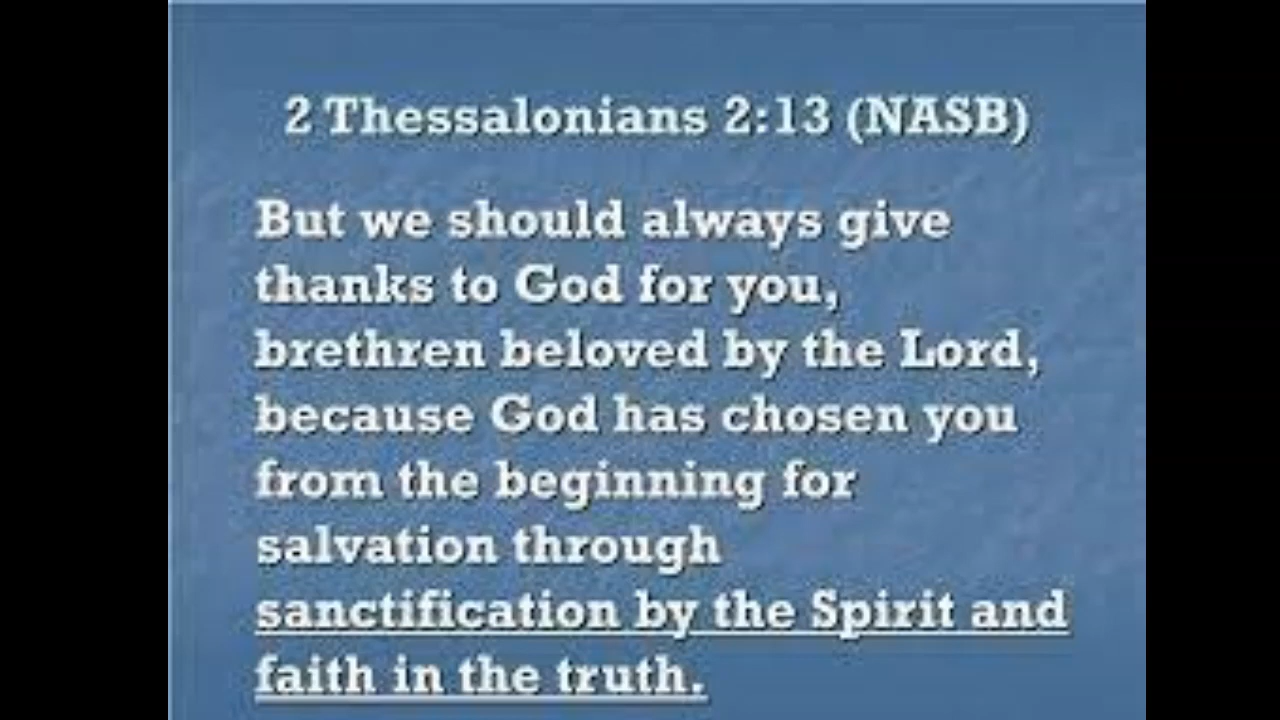 2 Thessalonians 2:13 (NASB)
But we should always give
thanks to God for you,
brethren beloved by the Lord,
because God has chosen you
from the beginning for
salvation through
sanctification by the Spirit and
faith in the truth.